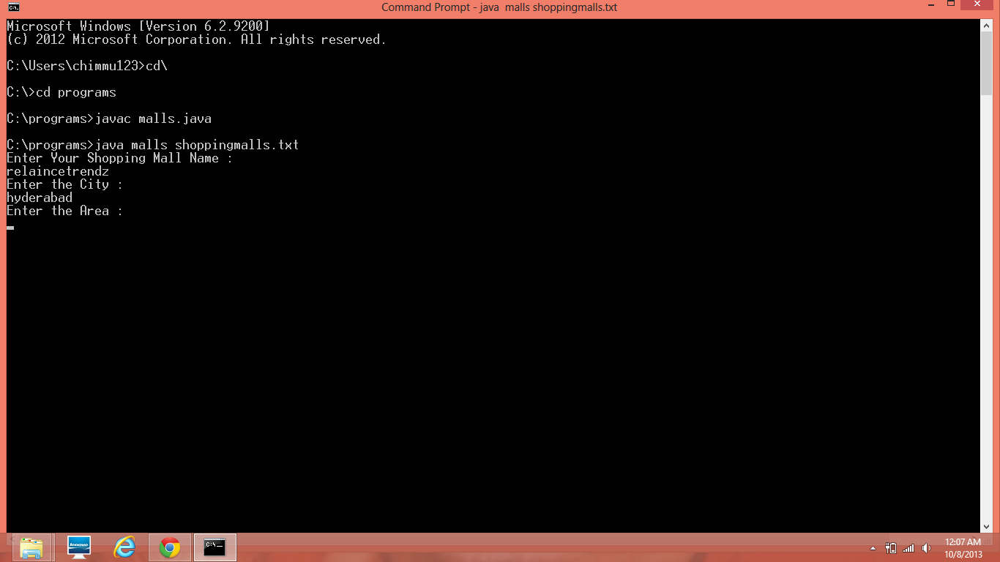 Command Prompt - java  malls shoppingmalls.txt
Microsoft Windows [Version 6.2.9200]
(c) 2012 Microsoft Corporation. All rights reserved.
C:\Users\chimmu123>cd\
C:\>cd programs
C:\programs>javac malls.java
C:\programs>java malls shoppingmalls.txt
Enter Your Shopping Mall Name :
relaincetrendz
Enter the City :
hyderabad
Enter the Area :
lenovo
12:07 AM
10/8/2013